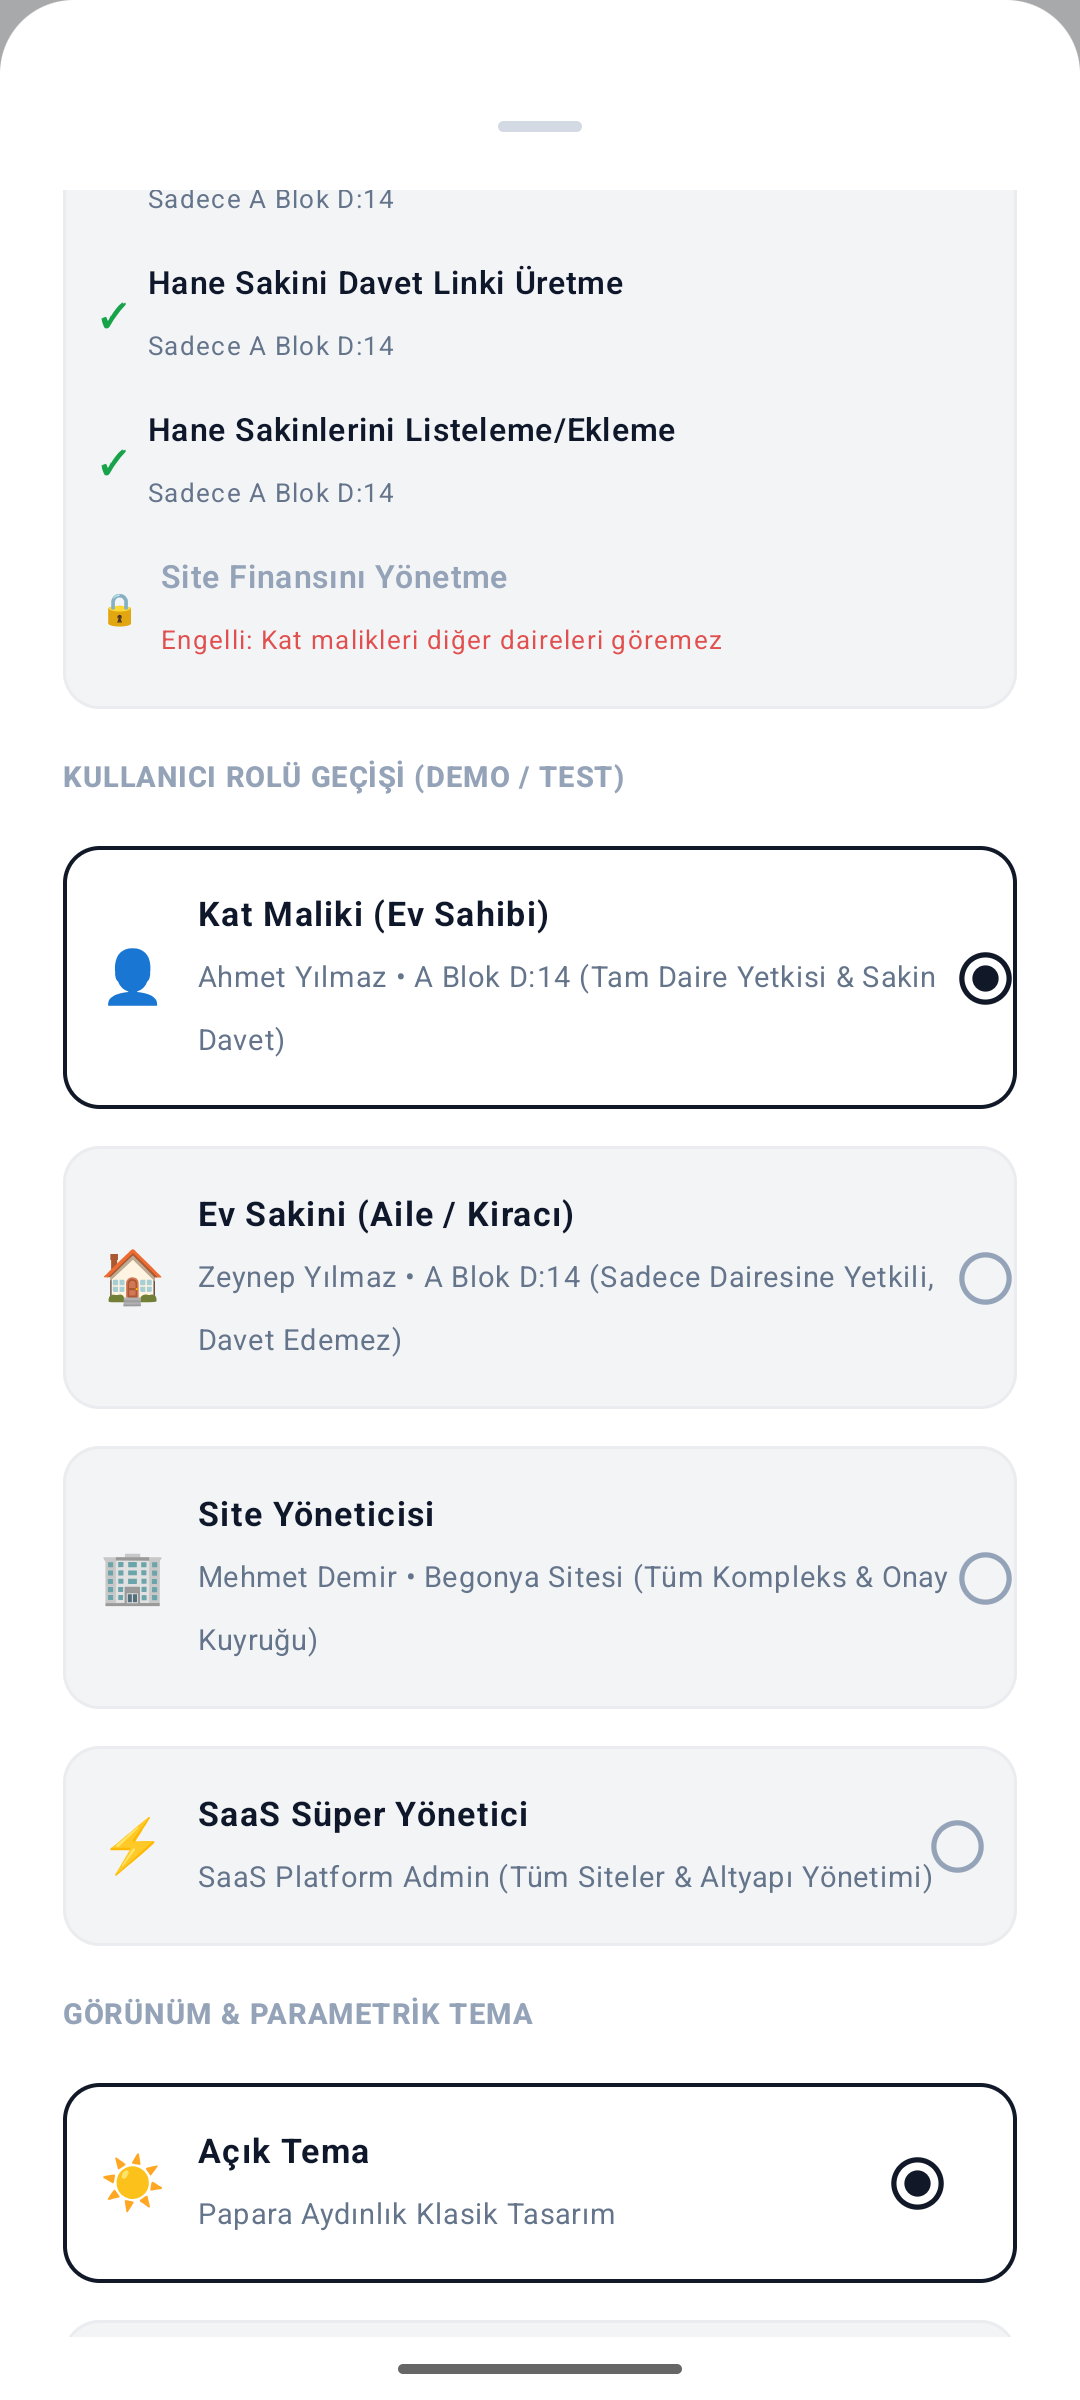 Sadece A Blok D:14
Hane Sakini Davet Linki Üretme
✓
Sadece A Blok D:14
Hane Sakinlerini Listeleme/Ekleme
✓
Sadece A Blok D:14
Site Finansını Yönetme
Engelli: Kat malikleri diğer daireleri göremez
KULLANICI ROLÜ GEÇİŞİ (DEMO / TEST)
Kat Maliki (Ev Sahibi)
Ahmet Yılmaz • A Blok D:14 (Tam Daire Yetkisi & Sakin
Davet)
Ev Sakini (Aile / Kiracı)
Zeynep Yılmaz • A Blok D:14 (Sadece Dairesine Yetkili,
Davet Edemez)
Site Yöneticisi
Mehmet Demir • Begonya Sitesi (Tüm Kompleks & Onay
Kuyruğu)
SaaS Süper Yönetici
SaaS Platform Admin (Tüm Siteler & Altyapı Yönetimi)
GÖRÜNÜM & PARAMETRİK TEMA
Açık Tema
Papara Aydınlık Klasik Tasarım